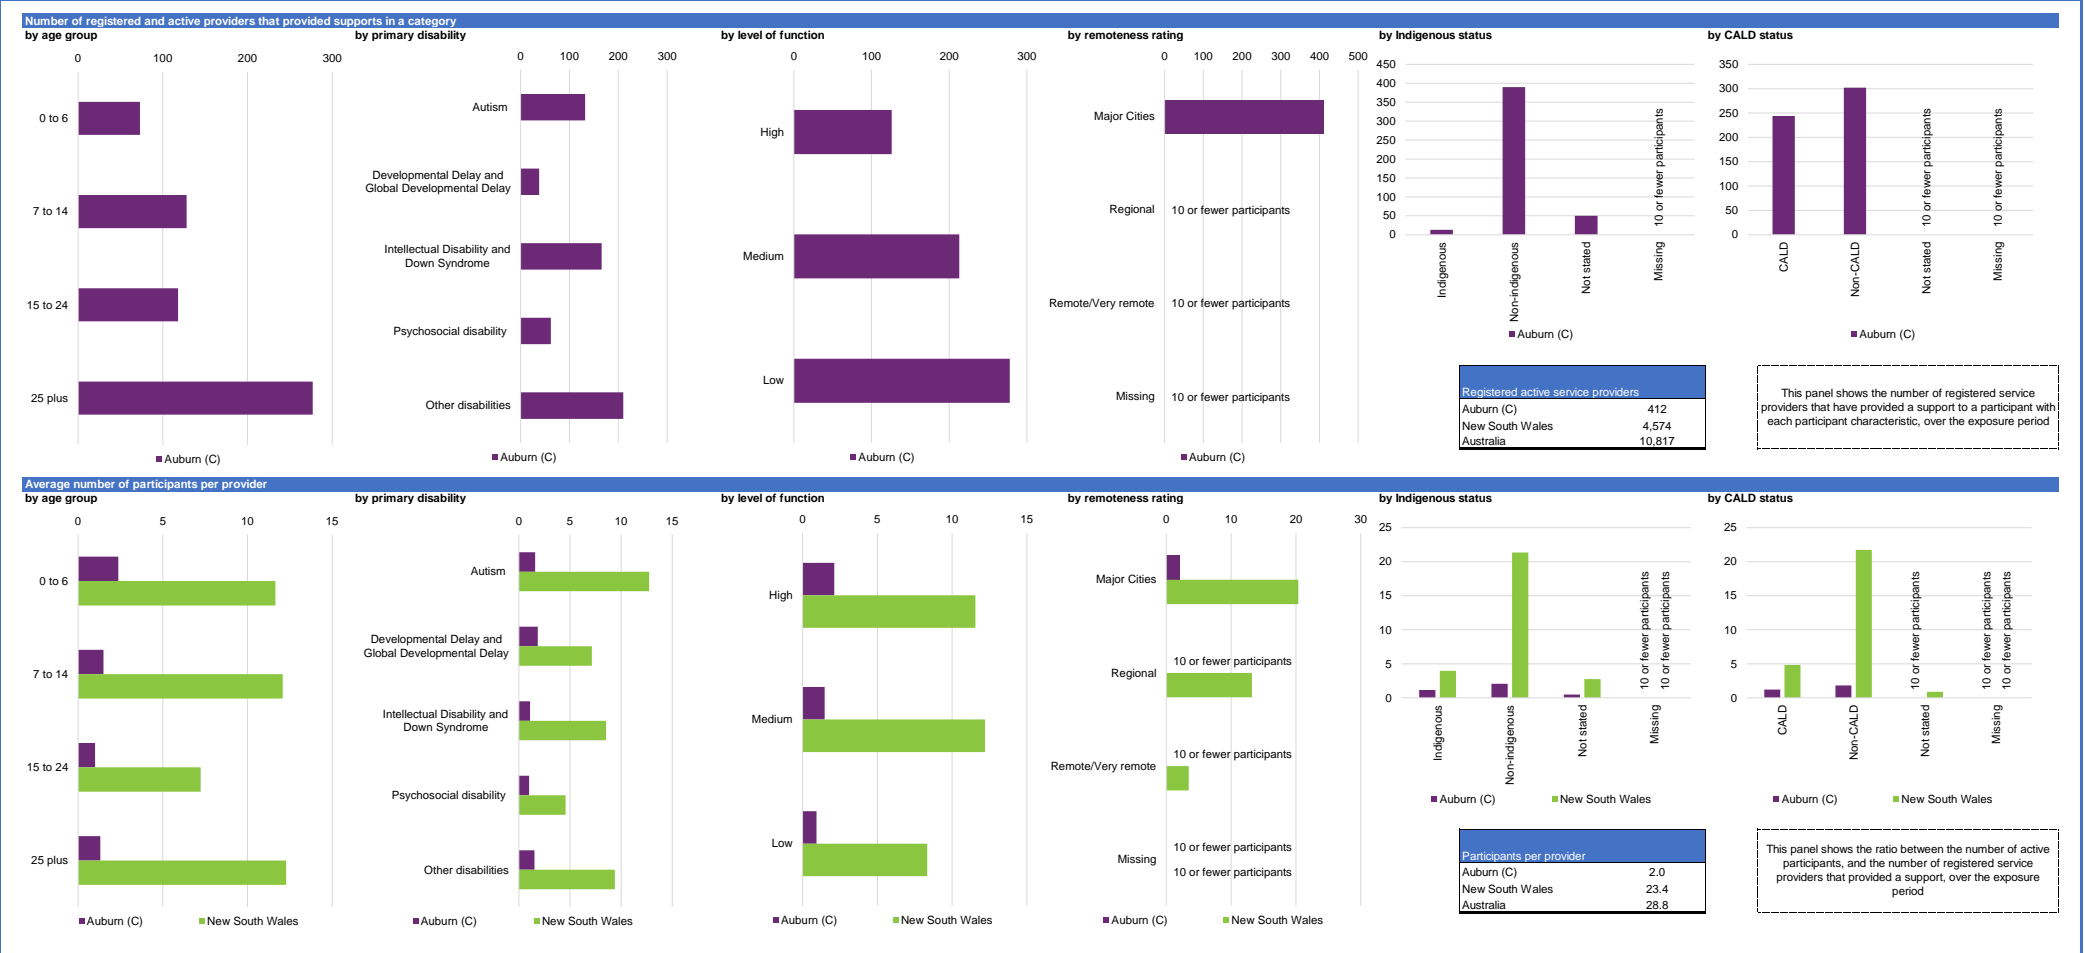 Number of registered and active providers that provided supports in a category
by age group
0
100
200
300
0 to 6
7 to 14
15 to 24
25 plus
Auburn (C)
by primary disability
0
100
200
300
Autism
Developmental Delay and
Global Developmental Delay
Intellectual Disability and
Down Syndrome
Psychosocial disability
Other disabilities
Auburn (C)
by level of function
0
100
200
300
High
Medium
Low
Auburn (C)
by remoteness rating
0
100
200
300
400
500
Major Cities
Regional
10 or fewer participants
Remote/Very remote
10 or fewer participants
Missing
10 or fewer participants
Auburn (C)
by Indigenous status
450
400
350
300
250
200
150
100
50
0
10 or fewer participants
Indigenous
Non-indigenous
Not stated
Missing
Auburn (C)
by CALD status
350
300
250
200
150
100
50
0
10 or fewer participants
10 or fewer participants
CALD
Non-CALD
Not stated
Missing
Auburn (C)
Registered active service providers
Auburn (C) 412
New South Wales 4,574
Australia 10,817
This panel shows the number of registered service
providers that have provided a support to a participant with
each participant characteristic, over the exposure period
Average number of participants per provider
by age group
0
5
10
15
0 to 6
7 to 14
15 to 24
25 plus
Auburn (C)
New South Wales
by primary disability
0
5
10
15
Autism
Developmental Delay and
Global Developmental Delay
Intellectual Disability and
Down Syndrome
Psychosocial disability
Other disabilities
Auburn (C)
New South Wales
by level of function
0
5
10
15
High
Medium
Low
Auburn (C)
New South Wales
by remoteness rating
0
10
20
30
Major Cities
Regional
10 or fewer participants
Remote/Very remote
10 or fewer participants
Missing
10 or fewer participants
10 or fewer participants
Auburn (C)
New South Wales
by Indigenous status
25
20
15
10
5
0
10 or fewer participants
10 or fewer participants
Indigenous
Non-indigenous
Not stated
Missing
Auburn (C)
New South Wales
by CALD status
25
20
15
10
5
0
10 or fewer participants
10 or fewer participants
10 or fewer participants
CALD
Non-CALD
Not stated
Missing
Auburn (C)
New South Wales
Participants per provider
Auburn (C) 2.0
New South Wales 23.4
Australia 28.8
This panel shows the ratio between the number of active
participants, and the number of registered service
providers that provided a support, over the exposure
period